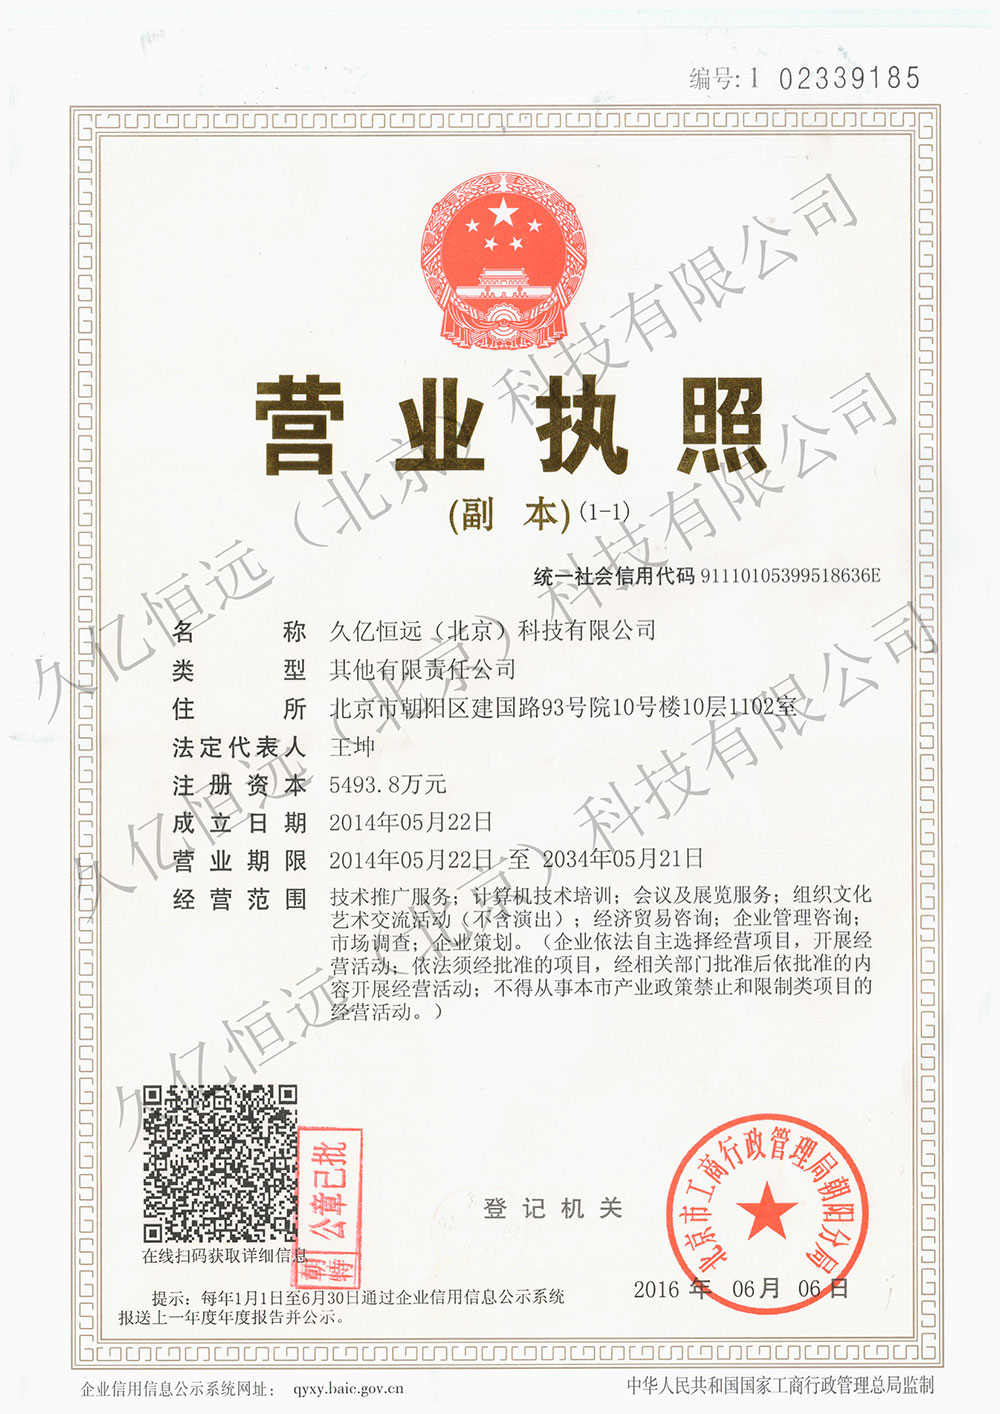 编号: 1 02339185
营业执照
(副 本) (1-1)
统一社会信用代码 91110105399518636E
名 称 久亿恒远（北京）科技有限公司
类 型 其他有限责任公司
住 所 北京市朝阳区建国路93号院10号楼10层1102室
法定代表人 王坤
注册资本 5493.8万元
成立日期 2014年05月22日
营业期限 2014年05月22日 至 2034年05月21日
经营范围 技术推广服务；计算机技术培训；会议及展览服务；组织文化
艺术交流活动（不含演出）；经济贸易咨询；企业管理咨询；
市场调查；企业策划。（企业依法自主选择经营项目，开展经
营活动；依法须经批准的项目，经相关部门批准后依批准的内
容开展经营活动；不得从事本市产业政策禁止和限制类项目的
经营活动。）
久亿恒远（北京）科技有限公司
久亿恒远（北京）科技有限公司
久亿恒远（北京）科技有限公司
在线扫码获取详细信息
公章已批
朝特
登记机关
北京市工商行政管理局朝阳分局
2016 年 06月 06日
提示：每年1月1日至6月30日通过企业信用信息公示系统
报送上一年度年度报告并公示。
企业信用信息公示系统网址： qyxy.baic.gov.cn
中华人民共和国国家工商行政管理总局监制